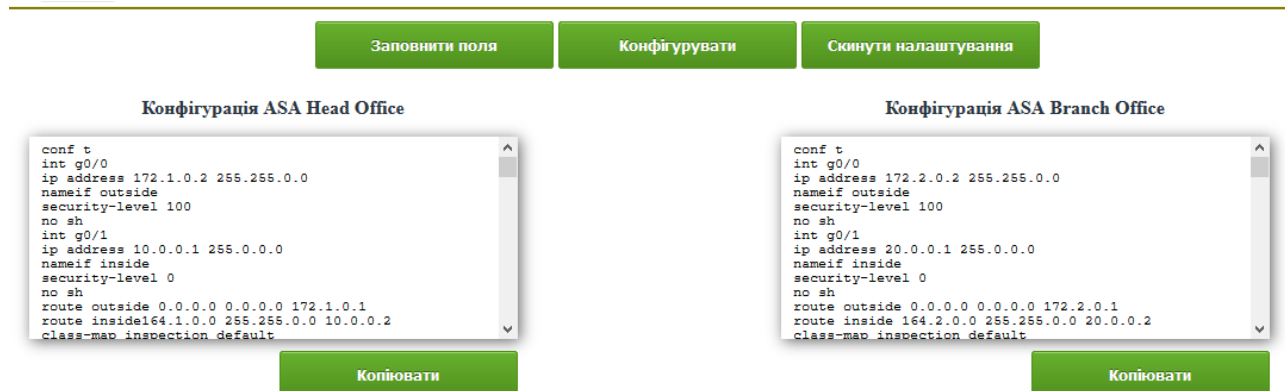 Заповнити поля
Конфігурувати
Скинути налаштування
Конфігурація ASA Head Office
conf t
int g0/0
ip address 172.1.0.2 255.255.0.0
nameif outside
security-level 100
no sh
int g0/1
ip address 10.0.0.1 255.0.0.0
nameif inside
security-level 0
no sh
route outside 0.0.0.0 0.0.0.0 172.1.0.1
route inside164.1.0.0 255.255.0.0 10.0.0.2
class-map inspection default
Копіювати
Конфігурація ASA Branch Office
conf t
int g0/0
ip address 172.2.0.2 255.255.0.0
nameif outside
security-level 100
no sh
int g0/1
ip address 20.0.0.1 255.0.0.0
nameif inside
security-level 0
no sh
route outside 0.0.0.0 0.0.0.0 172.2.0.1
route inside 164.2.0.0 255.255.0.0 20.0.0.2
class-map inspection default
Копіювати